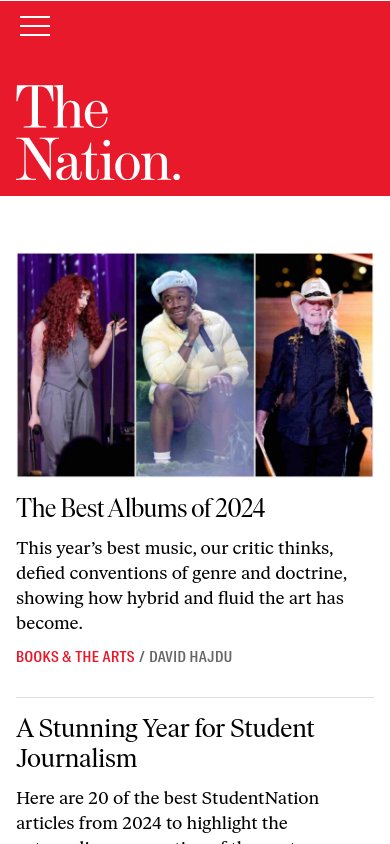 The
Nation.
The Best Albums of 2024
This year’s best music, our critic thinks,
defied conventions of genre and doctrine,
showing how hybrid and fluid the art has
become.
BOOKS & THE ARTS / DAVID HAJDU
A Stunning Year for Student
Journalism
Here are 20 of the best StudentNation
articles from 2024 to highlight the